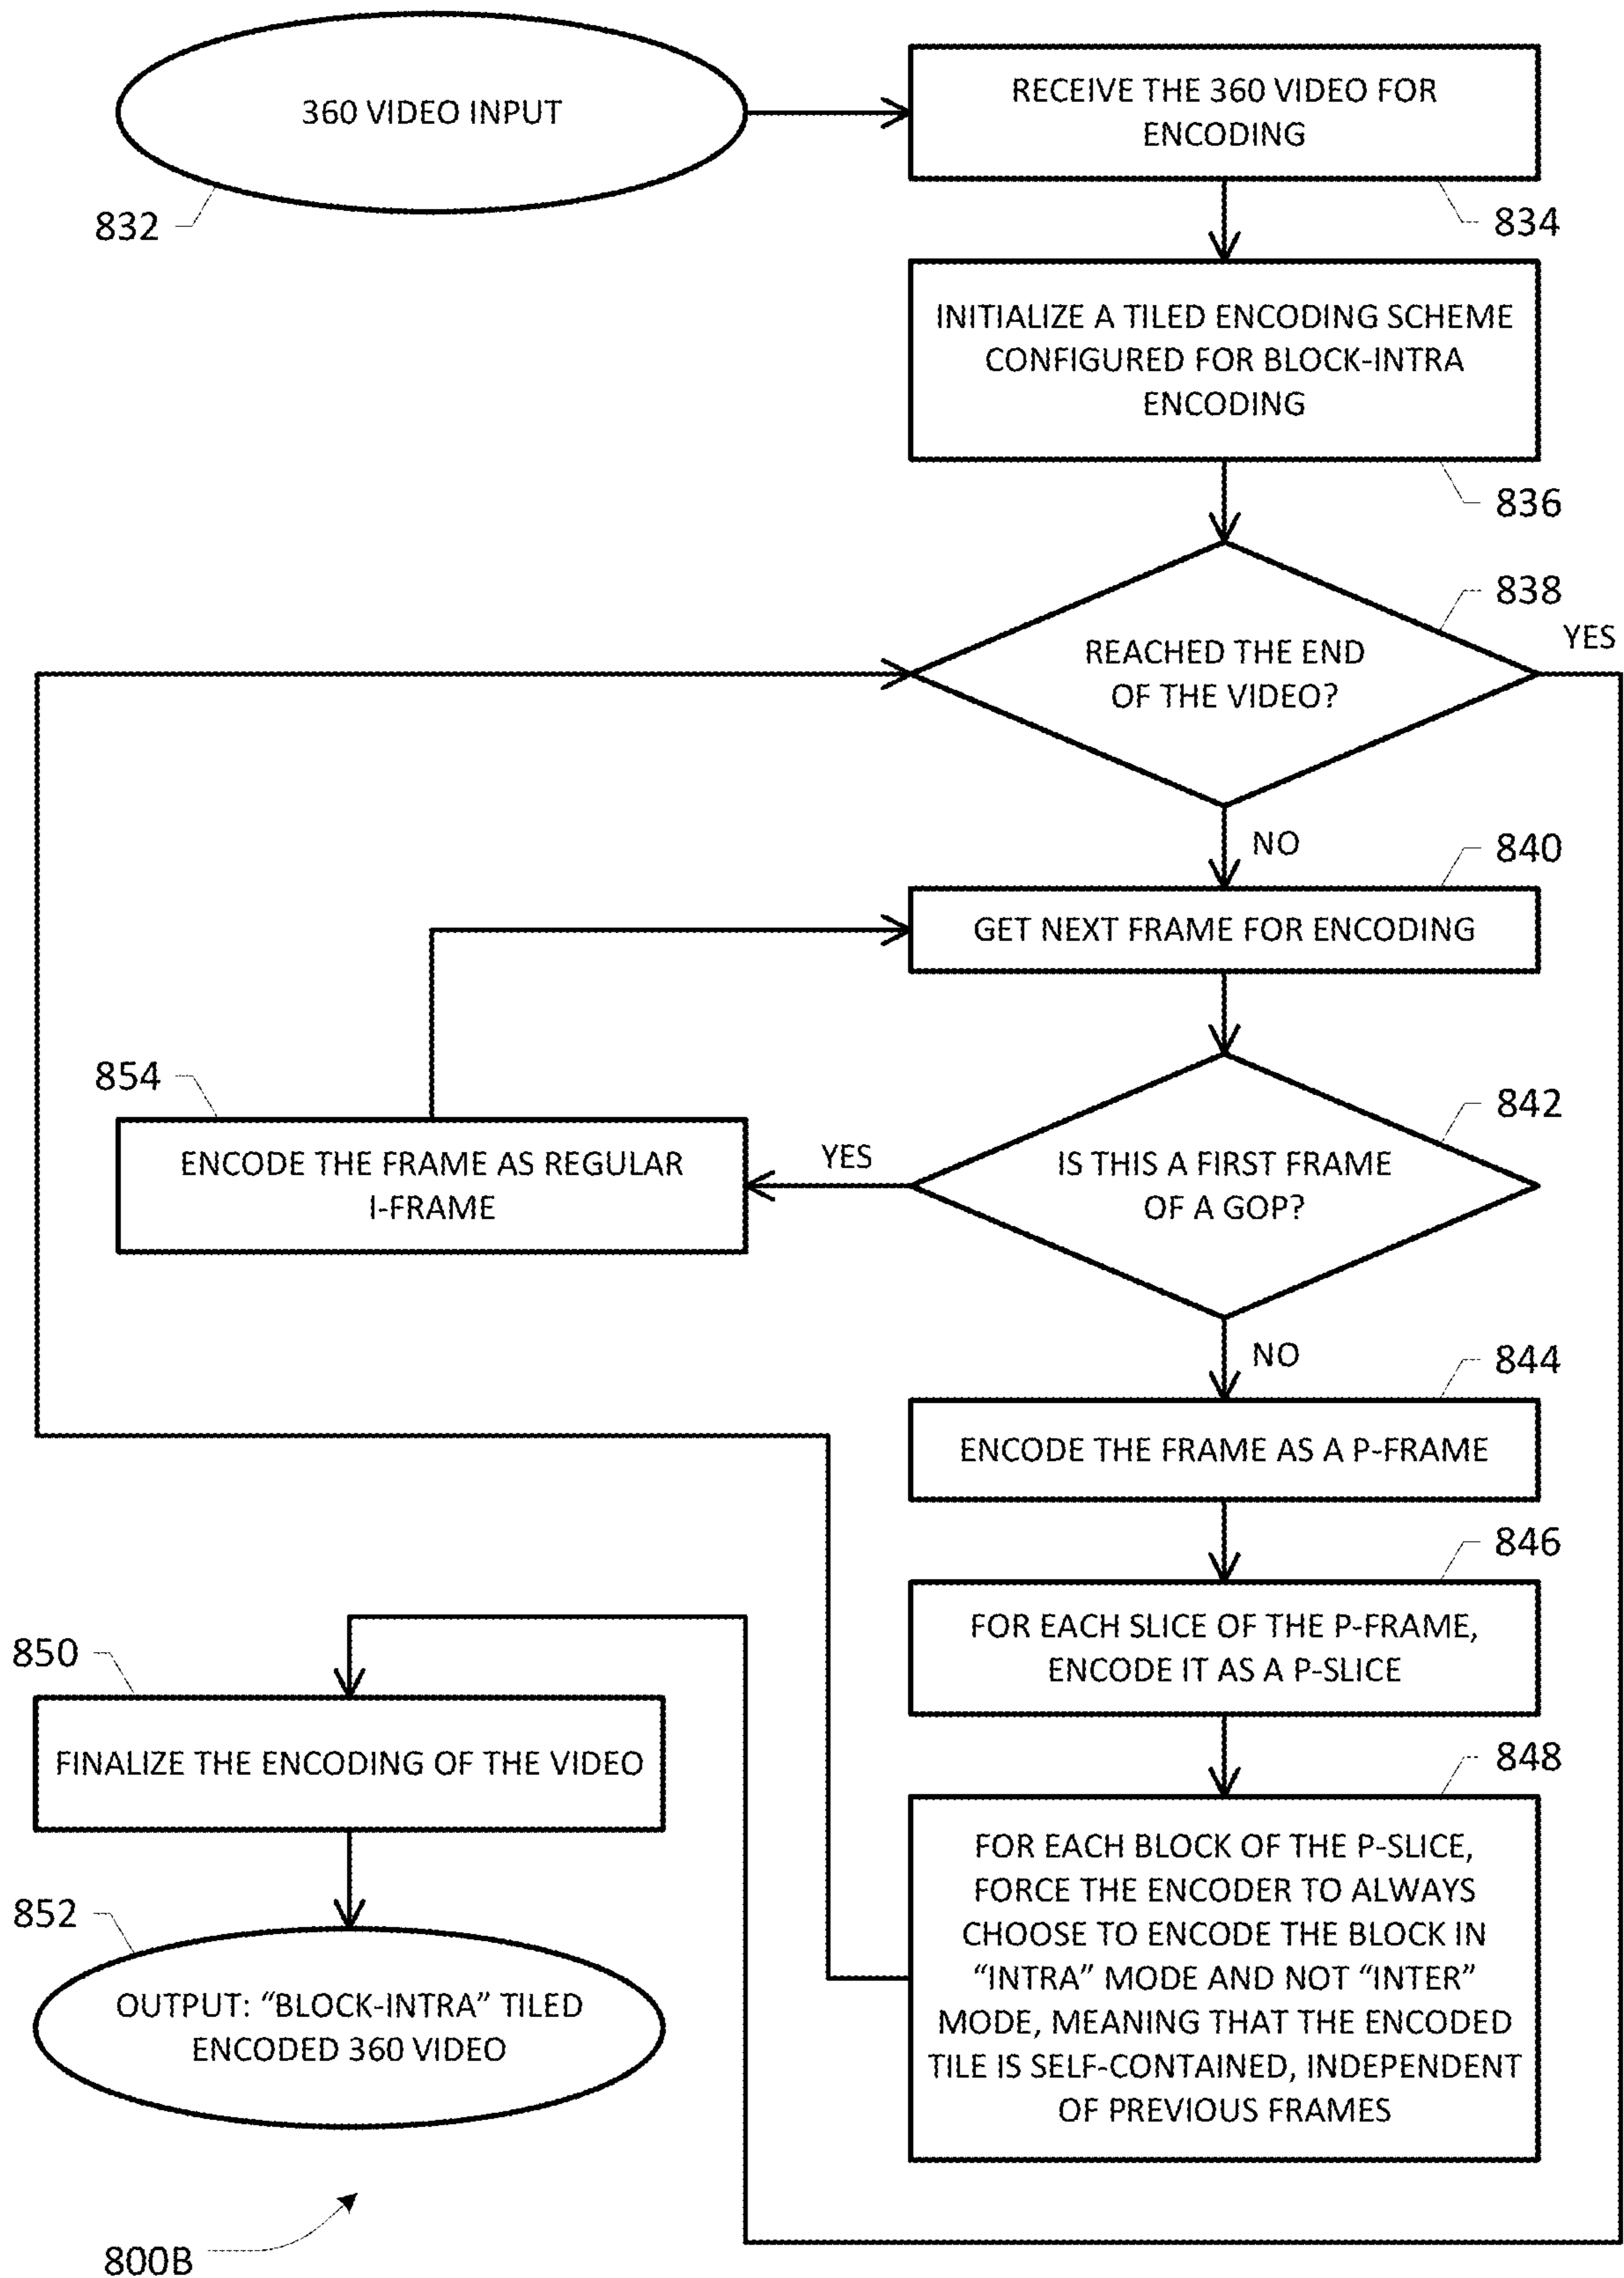 360 VIDEO INPUT
832
RECEIVE THE 360 VIDEO FOR
ENCODING
834
INITIALIZE A TILED ENCODING SCHEME
CONFIGURED FOR BLOCK-INTRA
ENCODING
836
838
YES
REACHED THE END
OF THE VIDEO?
NO
840
GET NEXT FRAME FOR ENCODING
854
ENCODE THE FRAME AS REGULAR
I-FRAME
YES
842
IS THIS A FIRST FRAME
OF A GOP?
NO
844
ENCODE THE FRAME AS A P-FRAME
846
FOR EACH SLICE OF THE P-FRAME,
ENCODE IT AS A P-SLICE
848
FOR EACH BLOCK OF THE P-SLICE,
FORCE THE ENCODER TO ALWAYS
CHOOSE TO ENCODE THE BLOCK IN
“INTRA” MODE AND NOT “INTER”
MODE, MEANING THAT THE ENCODED
TILE IS SELF-CONTAINED, INDEPENDENT
OF PREVIOUS FRAMES
850
FINALIZE THE ENCODING OF THE VIDEO
852
OUTPUT: “BLOCK-INTRA” TILED
ENCODED 360 VIDEO
800B